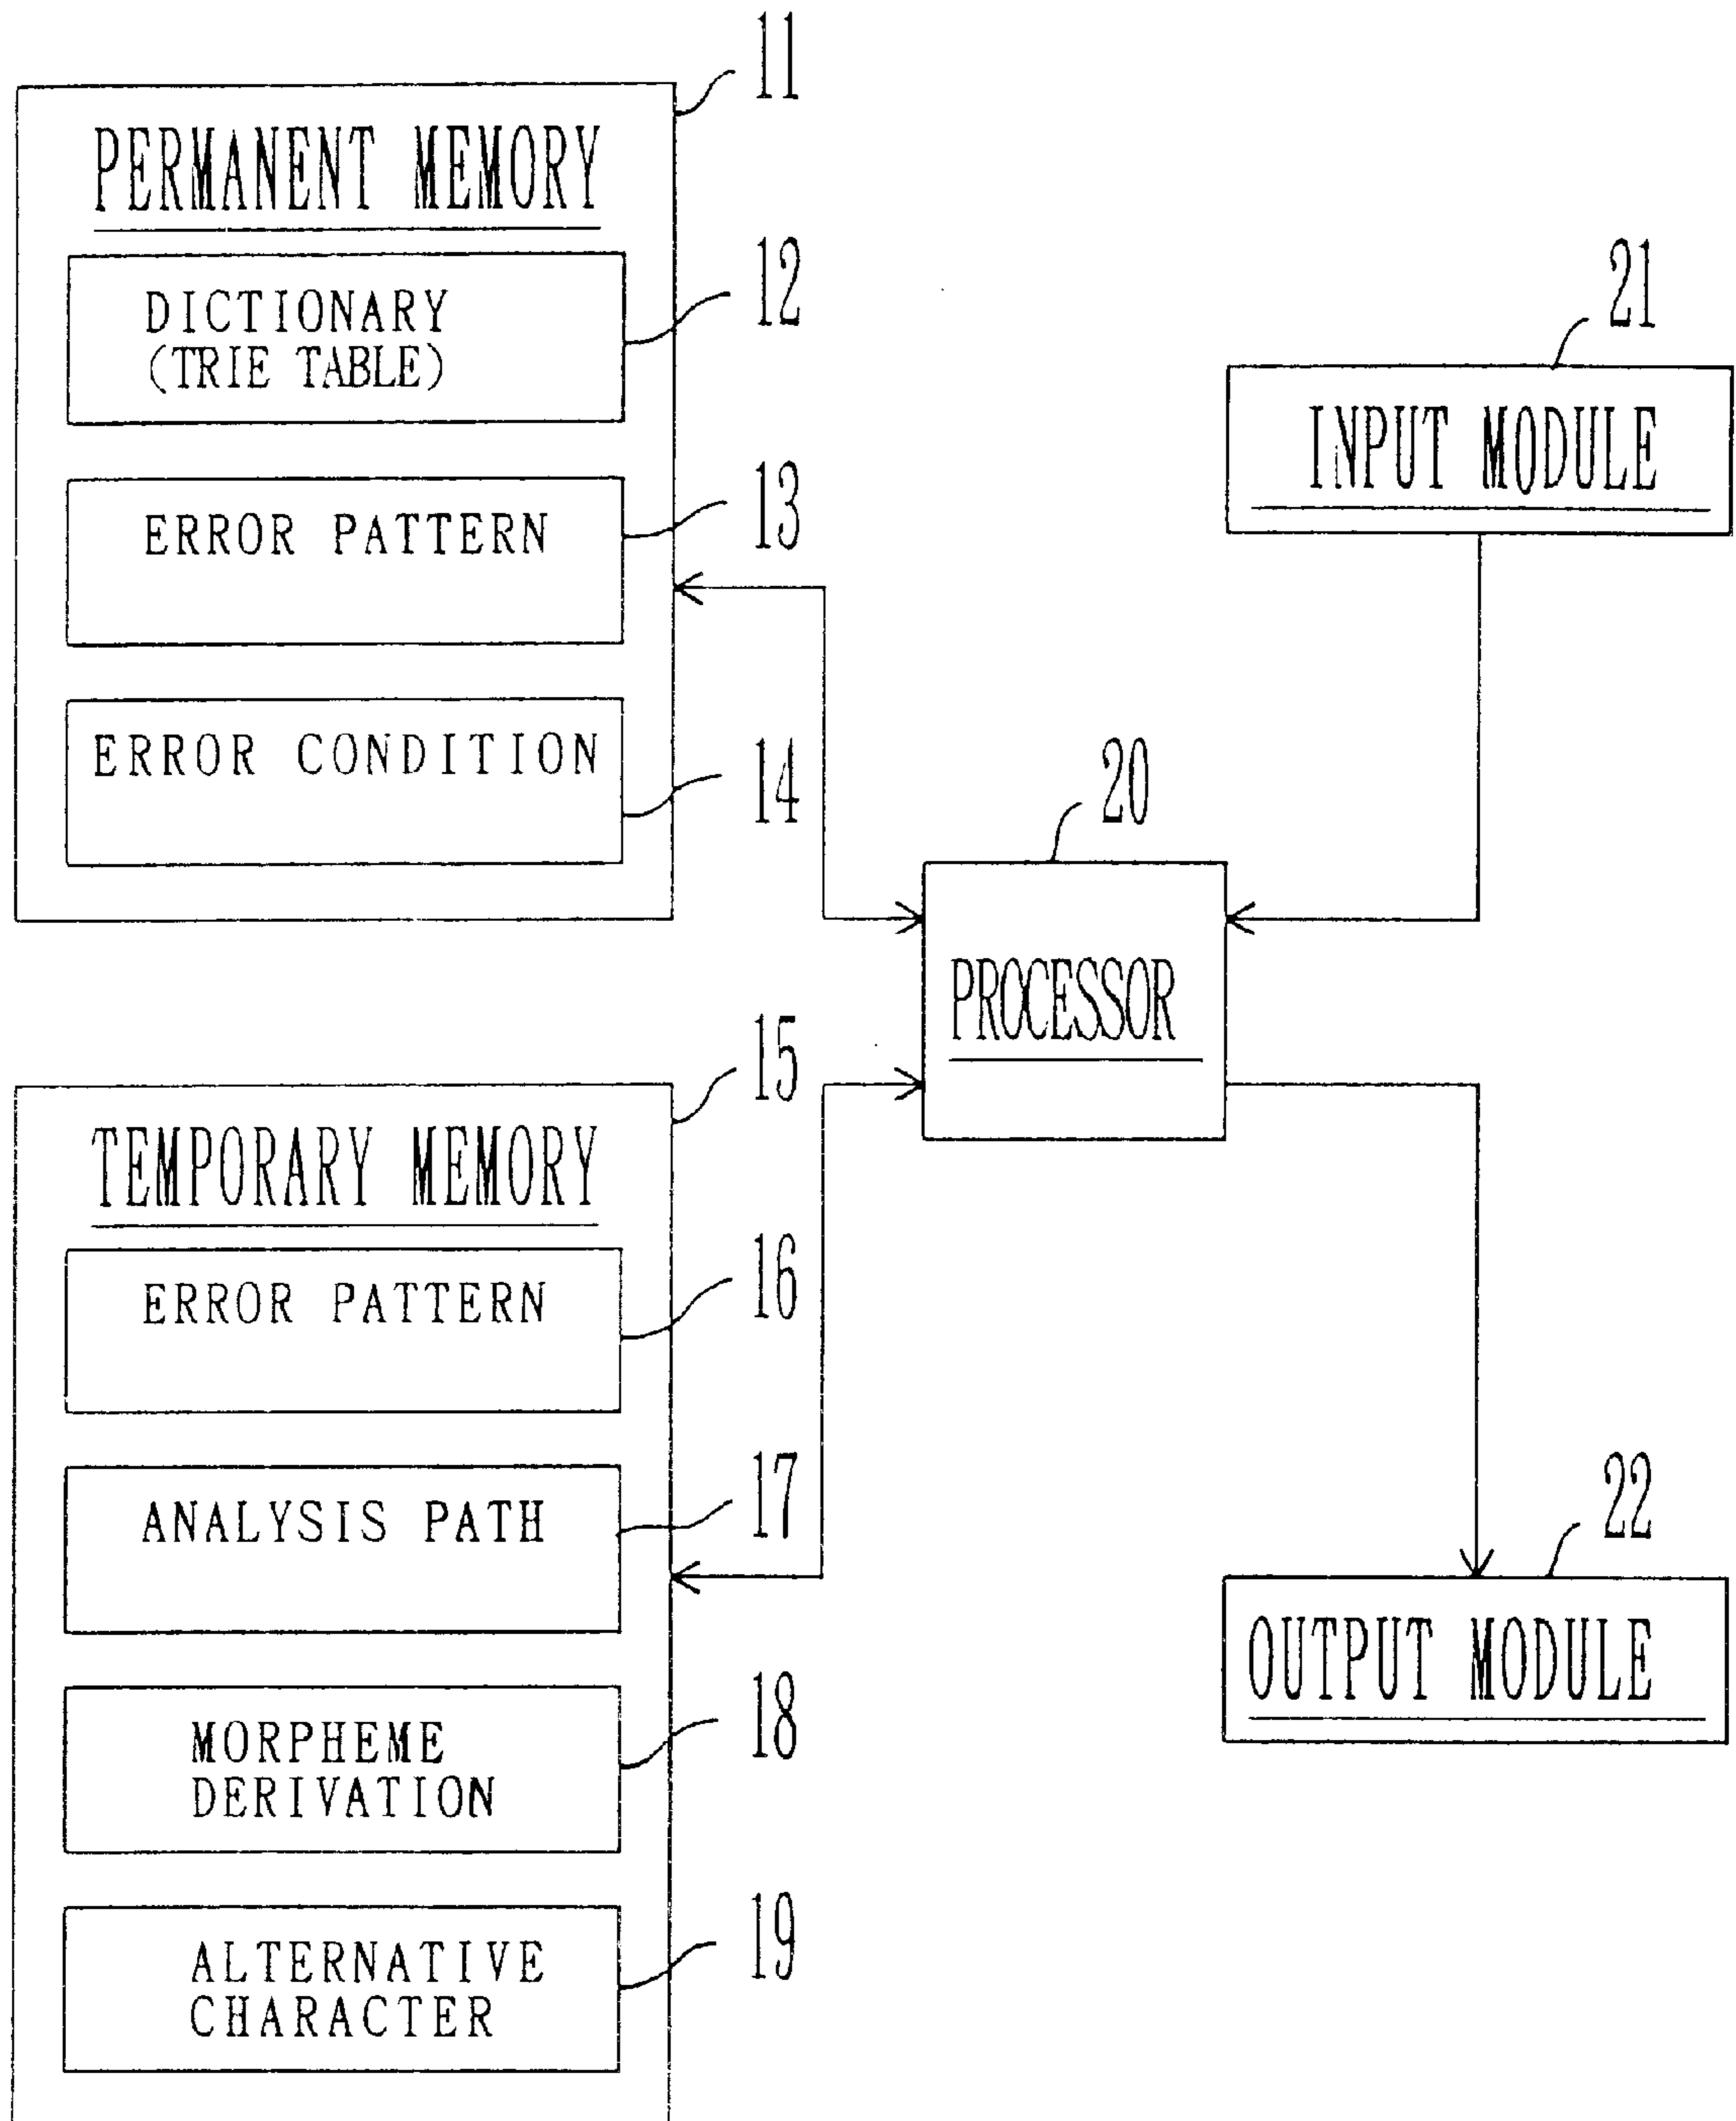 11
PERMANENT MEMORY
12
DICTIONARY
(TRIE TABLE)
13
ERROR PATTERN
14
ERROR CONDITION
15
TEMPORARY MEMORY
16
ERROR PATTERN
17
ANALYSIS PATH
18
MORPHEME
DERIVATION
19
ALTERNATIVE
CHARACTER
20
PROCESSOR
21
INPUT MODULE
22
OUTPUT MODULE